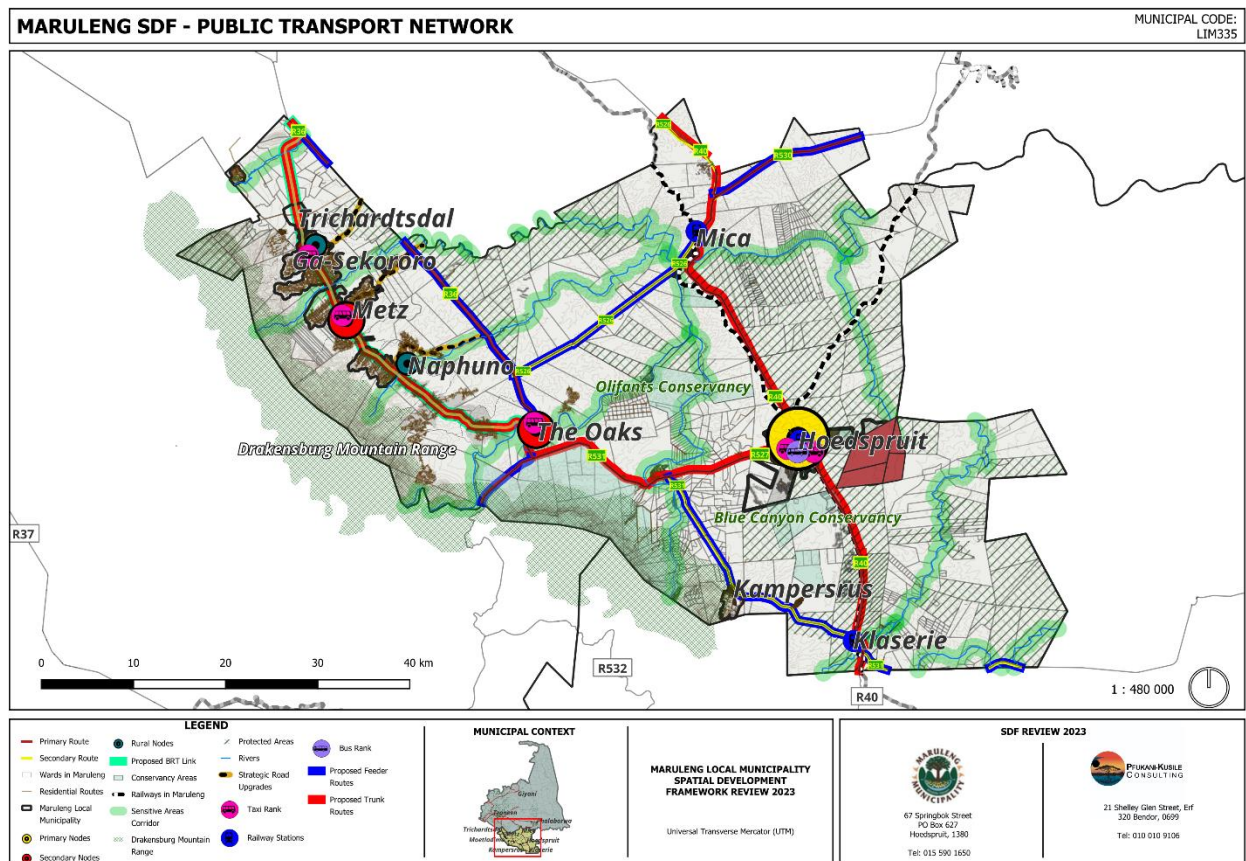 MARULENG SDF - PUBLIC TRANSPORT NETWORK
MUNICIPAL CODE:
LIM335
R36
R526
R40
R530
Trichardtsdal
Ga-Sekororo
Mica
Metz
R36
Naphuno
R40
Olifants Conservancy
The Oaks
Hoedspruit
Drakensburg Mountain Range
R531
R527
R531
Blue Canyon Conservancy
R37
R40
Kampersrus
Klaserie
R531
0
10
20
30
40 km
R532
R40
1 : 480 000
LEGEND
Primary Route
Secondary Route
Wards in Maruleng
Residential Routes
Maruleng Local
Municipality
Primary Nodes
Secondary Nodes
Rural Nodes
Proposed BRT Link
Conservancy Areas
Railways in Maruleng
Sensitive Areas
Corridor
Drakensburg Mountain
Range
Protected Areas
Rivers
Strategic Road
Upgrades
Taxi Rank
Railway Stations
Bus Rank
Proposed Feeder
Routes
Proposed Trunk
Routes
MUNICIPAL CONTEXT
Giyani
Tzaneen
Phalaborwa
MARULENG LOCAL MUNICIPALITY
SPATIAL DEVELOPMENT
FRAMEWORK REVIEW 2023
Universal Transverse Mercator (UTM)
SDF REVIEW 2023
MARULENG
MUNICIPALITY
67 Springbok Street
PO Box 627
Hoedspruit, 1380
Tel: 015 590 1650
PFUKANI-KUSILE
CONSULTING
21 Shelley Glen Street, Erf
320 Bendor, 0699
Tel: 010 010 9106